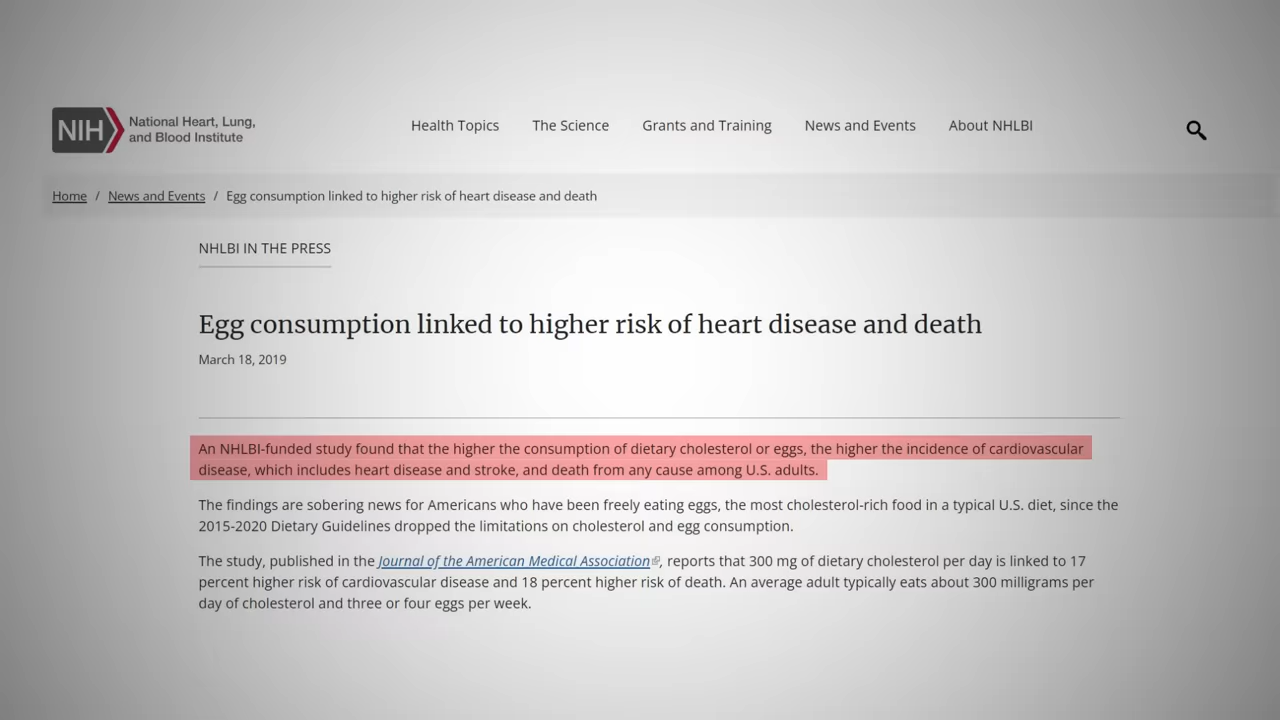 NIH National Heart, Lung,
and Blood Institute
Health Topics The Science Grants and Training News and Events About NHLBI
Home / News and Events / Egg consumption linked to higher risk of heart disease and death
NHLBI IN THE PRESS
Egg consumption linked to higher risk of heart disease and death
March 18, 2019
An NHLBI-funded study found that the higher the consumption of dietary cholesterol or eggs, the higher the incidence of cardiovascular
disease, which includes heart disease and stroke, and death from any cause among U.S. adults.
The findings are sobering news for Americans who have been freely eating eggs, the most cholesterol-rich food in a typical U.S. diet, since the
2015-2020 Dietary Guidelines dropped the limitations on cholesterol and egg consumption.
The study, published in the Journal of the American Medical Association, reports that 300 mg of dietary cholesterol per day is linked to 17
percent higher risk of cardiovascular disease and 18 percent higher risk of death. An average adult typically eats about 300 milligrams per
day of cholesterol and three or four eggs per week.